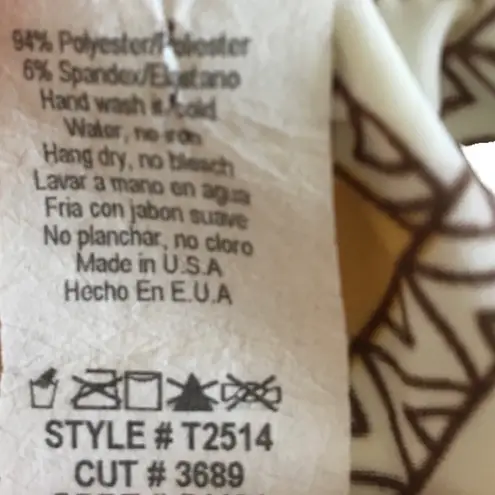 94% Polyester/Poliester
6% Spandex/Elastano
Hand wash in cold
Water, no iron
Hang dry, no bleach
Lavar a mano en agua
Fria con jabon suave
No planchar, no cloro
Made in U.S.A
Hecho En E.U.A
STYLE # T2514
CUT # 3689